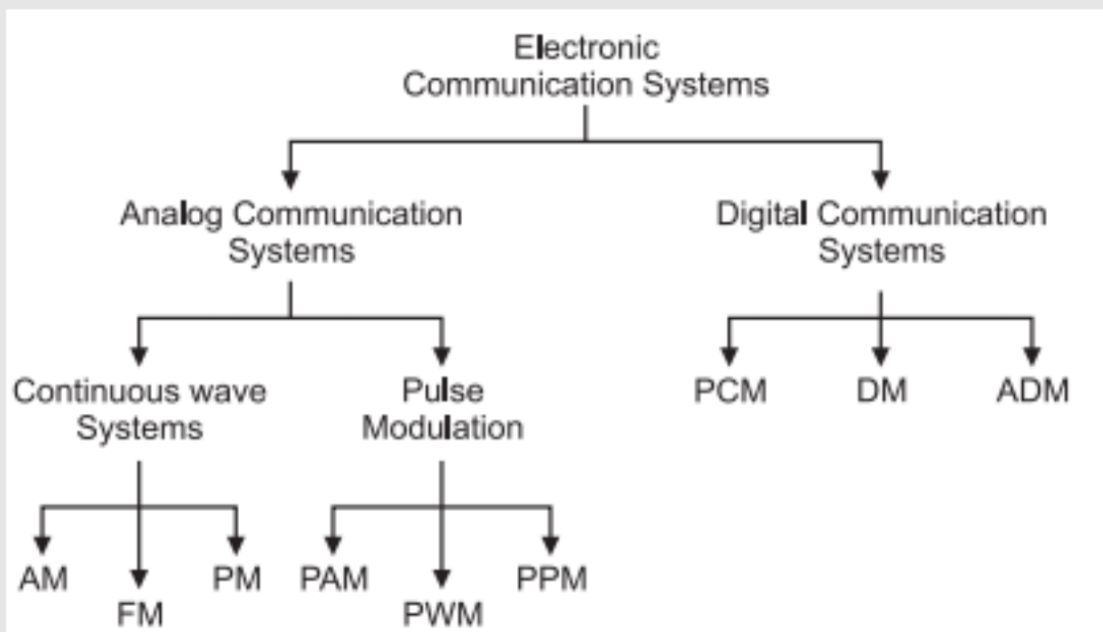 Electronic
Communication Systems
Analog Communication
Systems
Digital Communication
Systems
Continuous wave
Systems
Pulse
Modulation
PCM
DM
ADM
AM
FM
PM
PAM
PWM
PPM